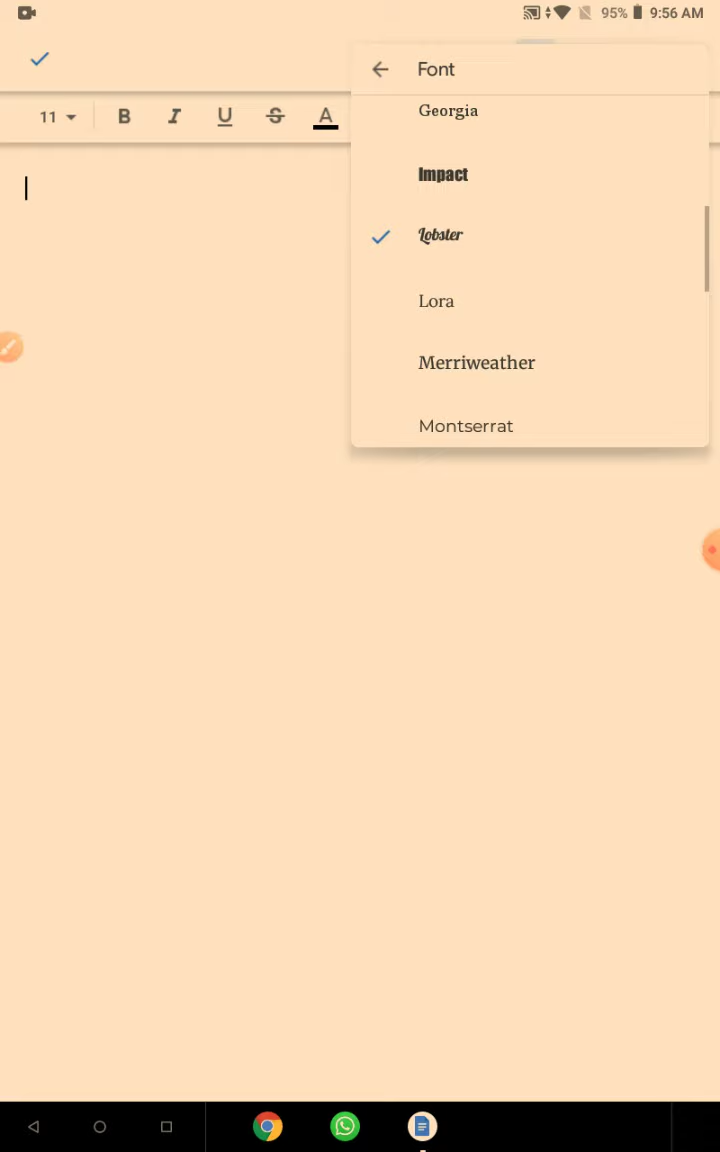 95% 9:56 AM
Font
11 B I U S A
Georgia
Impact
Lobster
Lora
Merriweather
Montserrat